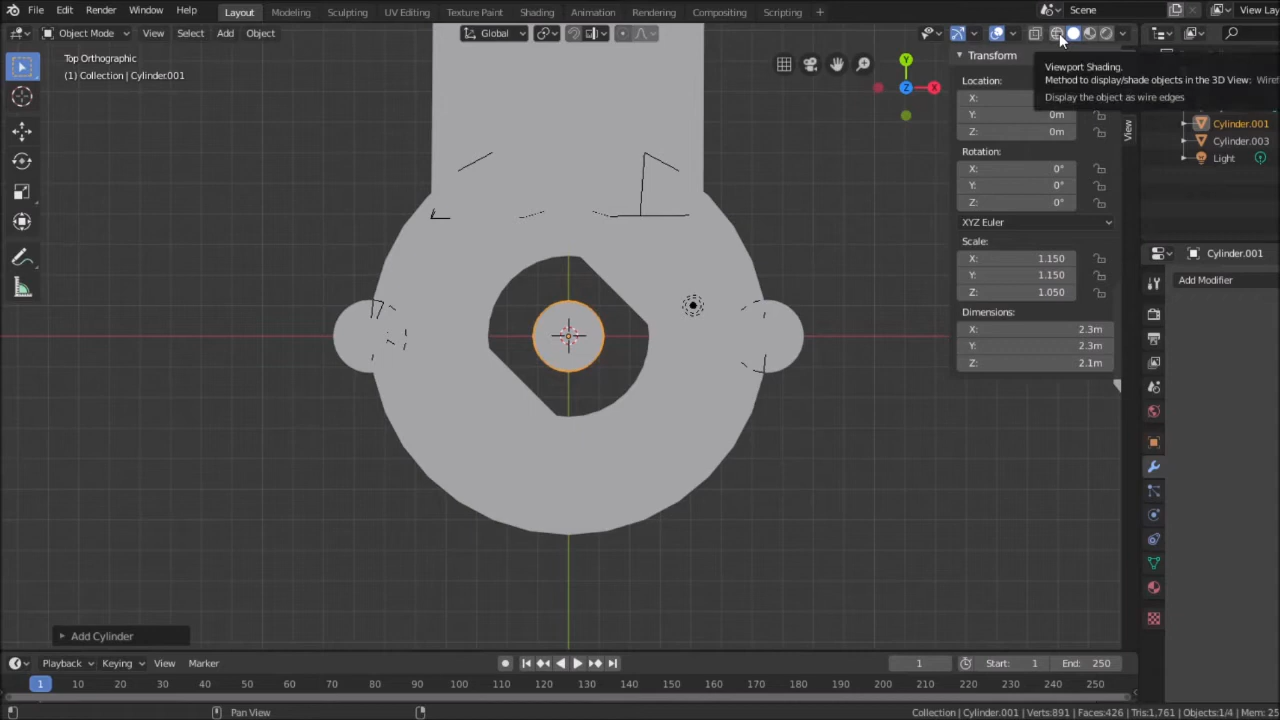 File Edit Render Window Help Layout Modeling Sculpting UV Editing Texture Paint Shading Animation Rendering Compositing Scripting + Scene View Lay
Object Mode View Select Add Object Global
Top Orthographic
(1) Collection | Cylinder.001
Transform
Location:
X:
Y: 0m
Z: 0m
Rotation:
X: 0°
Y: 0°
Z: 0°
XYZ Euler
Scale:
X: 1.150
Y: 1.150
Z: 1.050
Dimensions:
X: 2.3m
Y: 2.3m
Z: 2.1m
Viewport Shading.
Method to display/shade objects in the 3D View: Wiref
Display the object as wire edges
View
Y
Z
X
Cylinder.001
Cylinder.003
Light
Cylinder.001
Add Modifier
Add Cylinder
Playback Keying View Marker 1 Start: 1 End: 250
1 10 20 30 40 50 60 70 80 90 100 110 120 130 140 150 160 170 180 190 200 210 220 230 240 250
Pan View
Collection | Cylinder.001 | Verts:891 | Faces:426 | Tris:1,761 | Objects:1/4 | Mem: 25